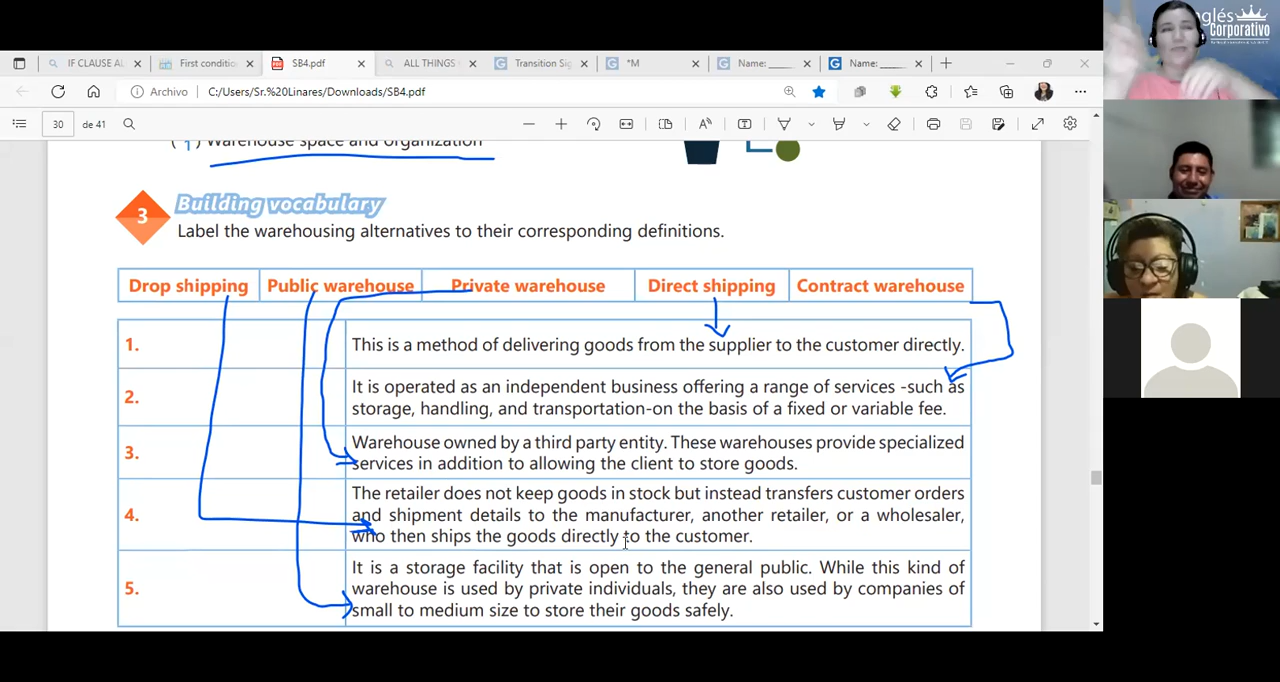 nglés
Corporativo
IF CLAUSE AL
First conditio
SB4.pdf
ALL THINGS
Transition Sig
*M
Name: ______
Name: ______
Archivo
C:/Users/Sr.%20Linares/Downloads/SB4.pdf
30
de 41
(1) Warehouse space and organization
3
Building vocabulary
Label the warehousing alternatives to their corresponding definitions.
Drop shipping
Public warehouse
Private warehouse
Direct shipping
Contract warehouse
1.
This is a method of delivering goods from the supplier to the customer directly.
2.
It is operated as an independent business offering a range of services -such as
storage, handling, and transportation-on the basis of a fixed or variable fee.
3.
Warehouse owned by a third party entity. These warehouses provide specialized
services in addition to allowing the client to store goods.
4.
The retailer does not keep goods in stock but instead transfers customer orders
and shipment details to the manufacturer, another retailer, or a wholesaler,
who then ships the goods directly to the customer.
5.
It is a storage facility that is open to the general public. While this kind of
warehouse is used by private individuals, they are also used by companies of
small to medium size to store their goods safely.